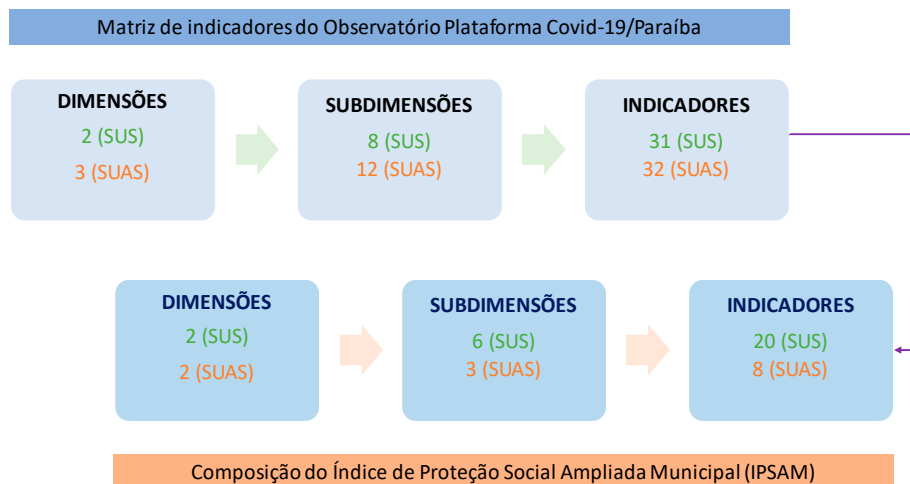 Matriz de indicadores do Observatório Plataforma Covid-19/Paraíba
DIMENSÕES
2 (SUS)
3 (SUAS)
SUBDIMENSÕES
8 (SUS)
12 (SUAS)
INDICADORES
31 (SUS)
32 (SUAS)
DIMENSÕES
2 (SUS)
2 (SUAS)
SUBDIMENSÕES
6 (SUS)
3 (SUAS)
INDICADORES
20 (SUS)
8 (SUAS)
Composição do Índice de Proteção Social Ampliada Municipal (IPSAM)